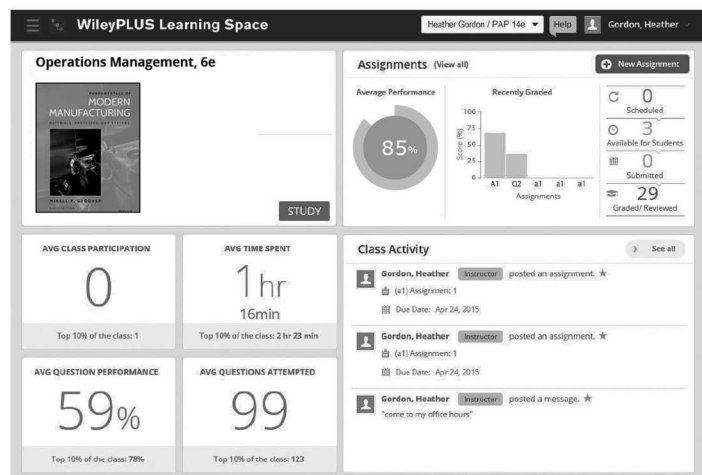 WileyPLUS Learning Space
Heather Gordon / PAP 14e
Help
Gordon, Heather
Operations Management, 6e
FUNDAMENTALS OF
MODERN
MANUFACTURING
MIKELL P. GROOVER
STUDY
Assignments (View all)
New Assignment
Average Performance
85%
Recently Graded
Score (%)
100
75
50
25
0
A1 Q2 a1 a1 a1
Assignments
0
Scheduled
3
Available for Students
0
Submitted
29
Graded/ Reviewed
AVG CLASS PARTICIPATION
0
Top 10% of the class: 1
AVG TIME SPENT
1 hr
16min
Top 10% of the class: 2 hr 23 min
AVG QUESTION PERFORMANCE
59%
Top 10% of the class: 78%
AVG QUESTIONS ATTEMPTED
99
Top 10% of the class: 123
Class Activity
See all
Gordon, Heather Instructor posted an assignment.
(a1) Assignment 1
Due Date: Apr 24, 2015
Gordon, Heather Instructor posted an assignment.
(a1) Assignment 1
Due Date: Apr 24, 2015
Gordon, Heather Instructor posted a message.
"come to my office hours"